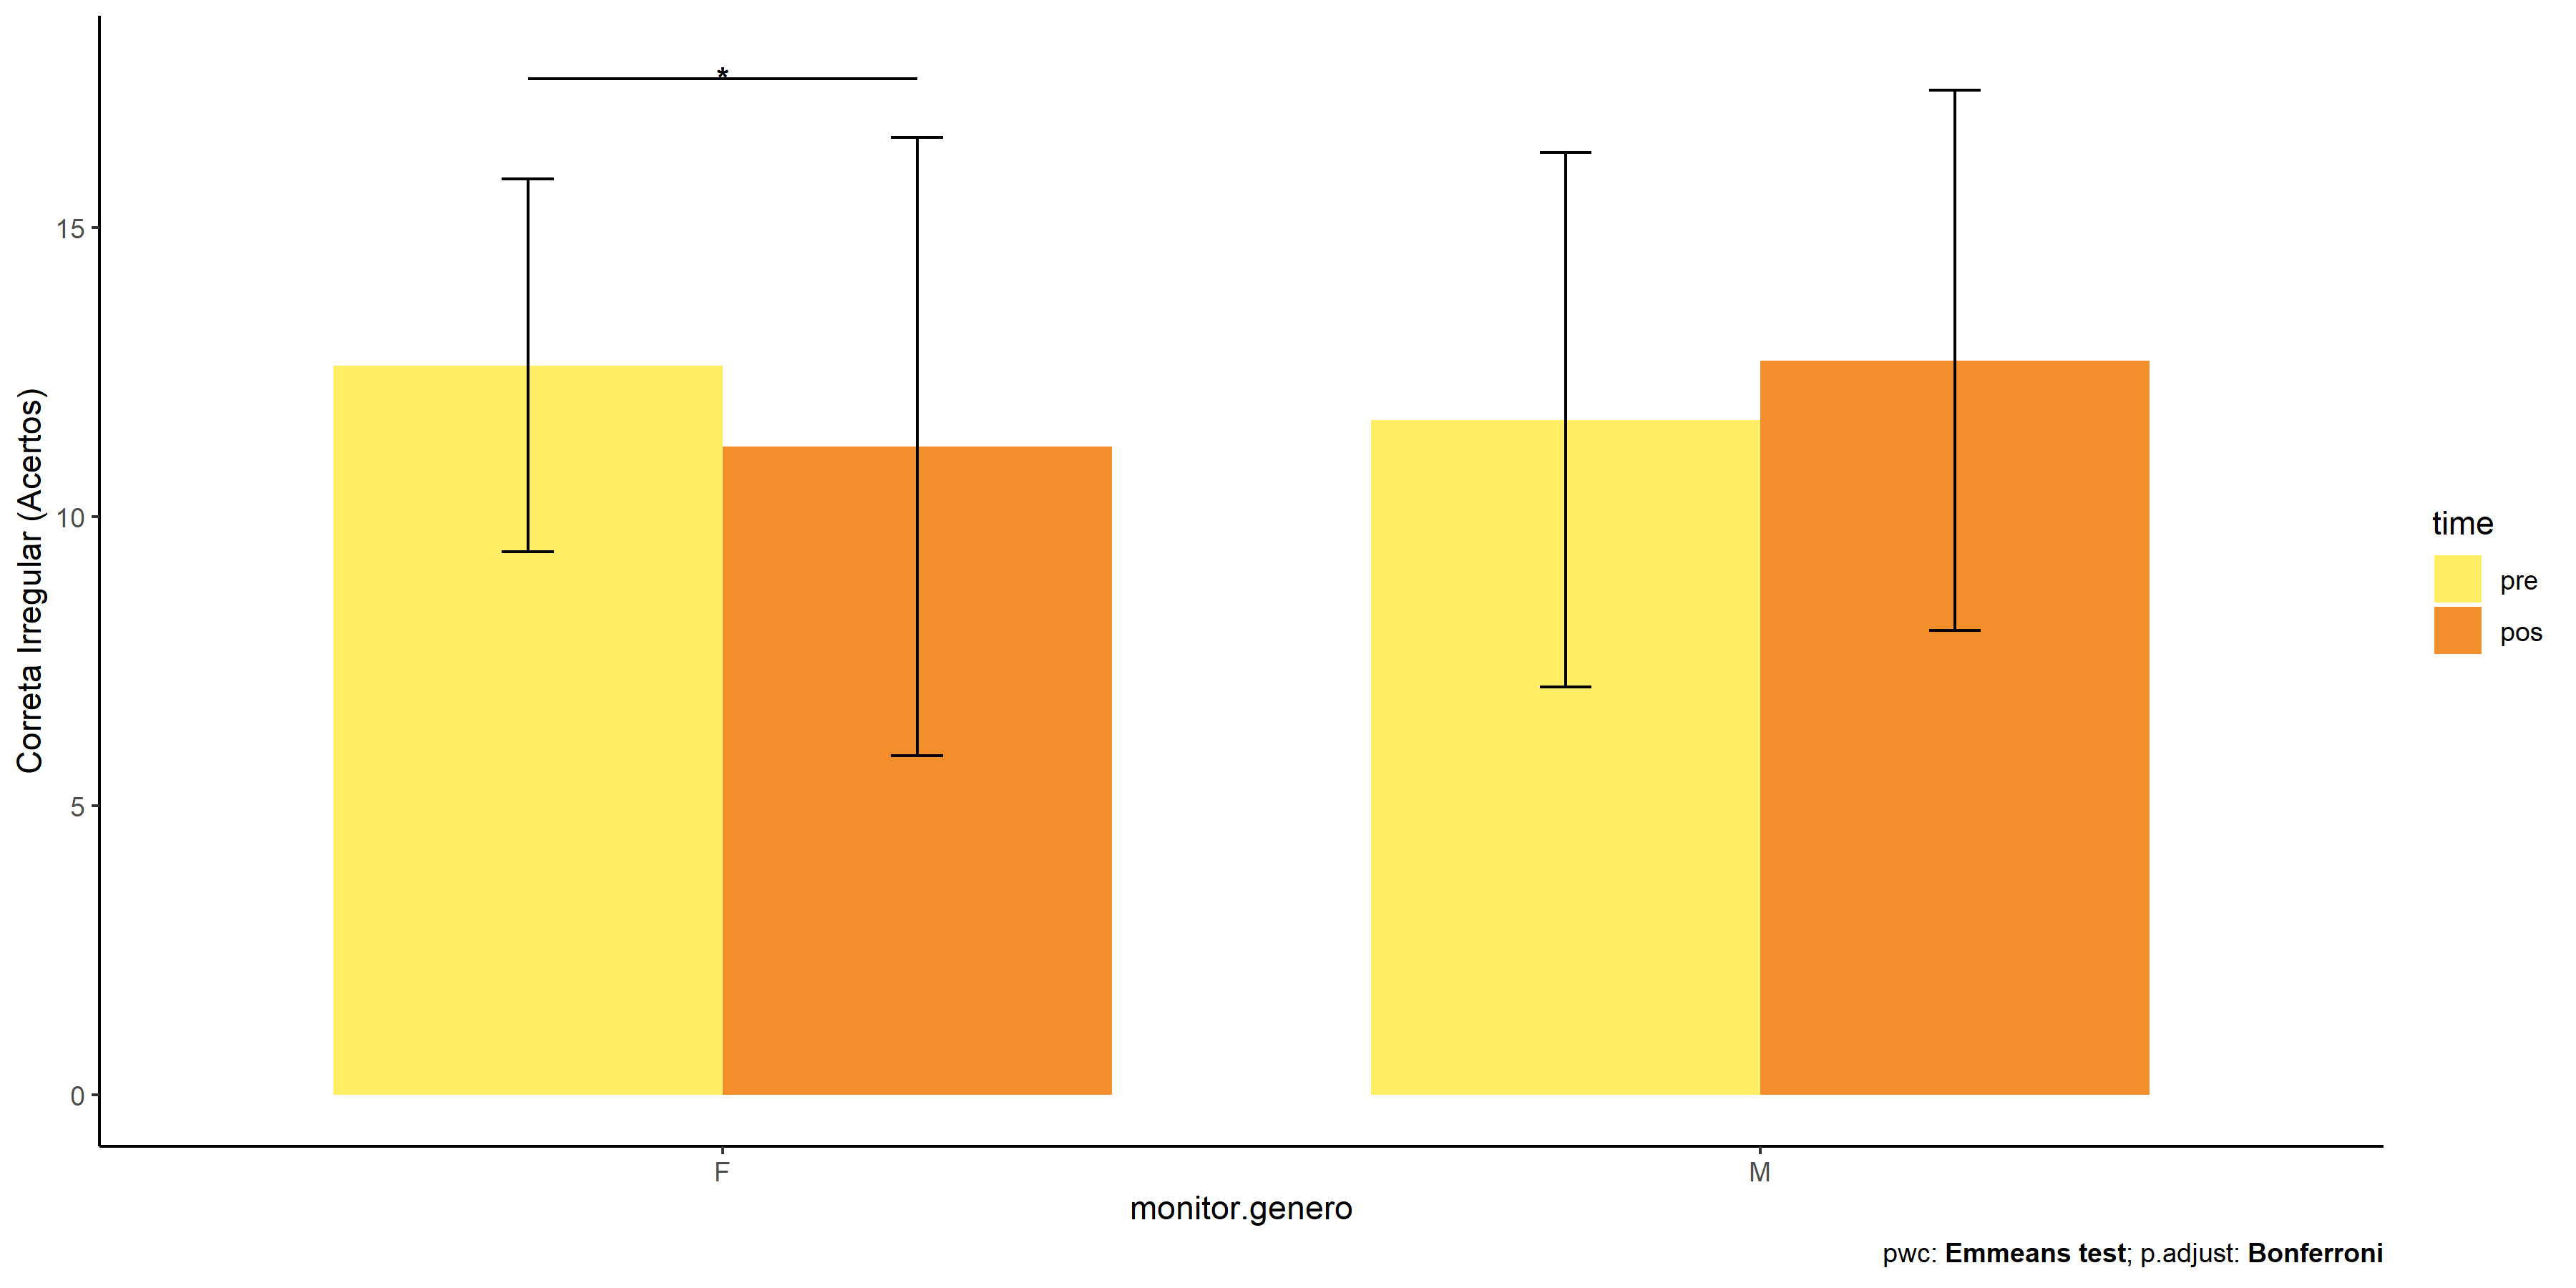 *
15
10
5
0
Correta Irregular (Acertos)
F
M
monitor.genero
time
pre
pos
pwc: Emmeans test; p.adjust: Bonferroni